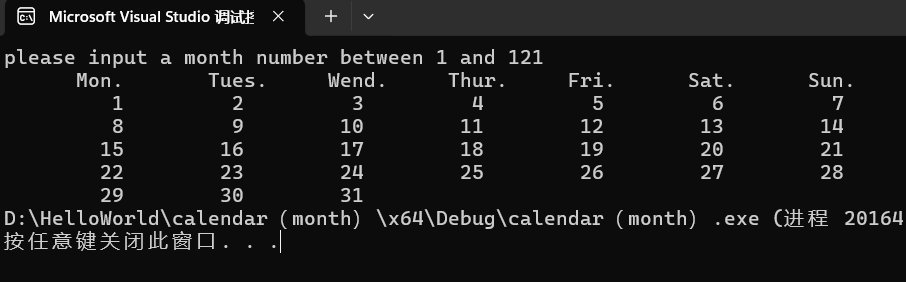 Microsoft Visual Studio 调试控
please input a month number between 1 and 121
Mon. Tues. Wend. Thur. Fri. Sat. Sun.
1 2 3 4 5 6 7
8 9 10 11 12 13 14
15 16 17 18 19 20 21
22 23 24 25 26 27 28
29 30 31
D:\HelloWorld\calendar（month）\x64\Debug\calendar（month）.exe (进程 20164
按任意键关闭此窗口. . .